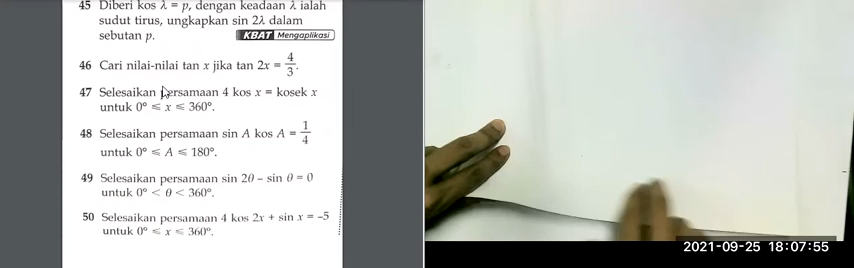 45 Diberi kos λ = p, dengan keadaan λ ialah
sudut tirus, ungkapkan sin 2λ dalam
sebutan p.
KBAT Mengaplikasi
46 Cari nilai-nilai tan x jika tan 2x = 4/3.
47 Selesaikan persamaan 4 kos x = kosek x
untuk 0° ≤ x ≤ 360°.
48 Selesaikan persamaan sin A kos A = 1/4
untuk 0° ≤ A ≤ 180°.
49 Selesaikan persamaan sin 2θ – sin θ = 0
untuk 0° < θ < 360°.
50 Selesaikan persamaan 4 kos 2x + sin x = –5
untuk 0° ≤ x ≤ 360°.
2021-09-25 18:07:55